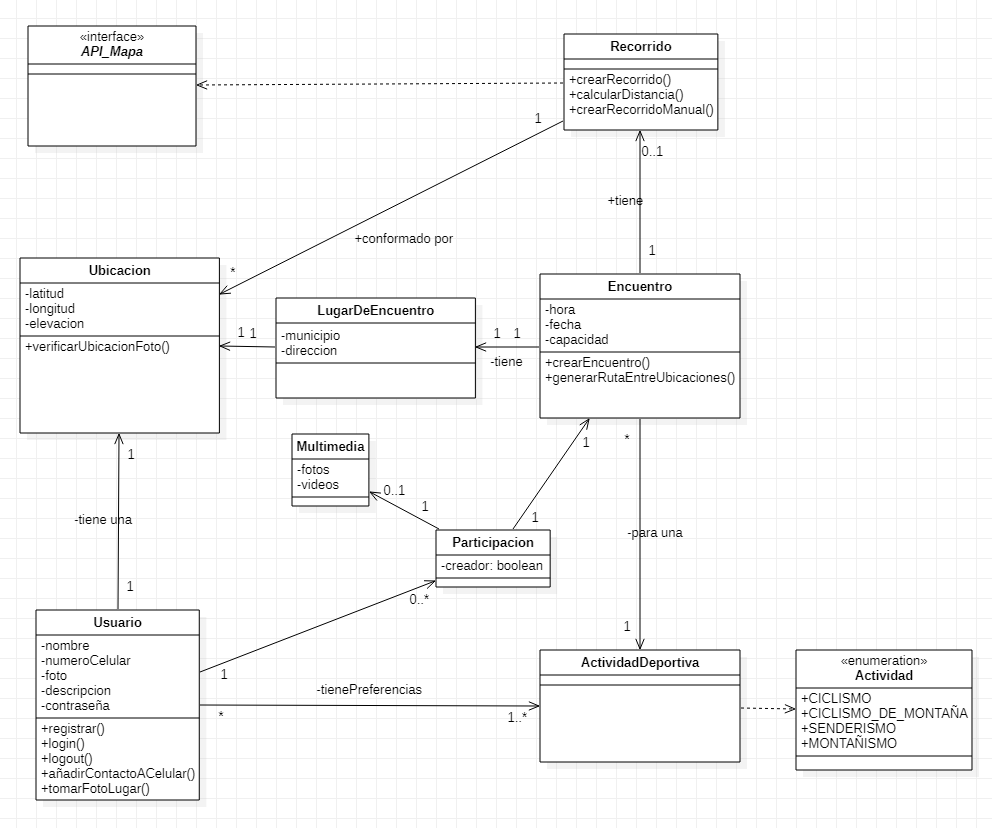 «interface»
API_Mapa
Recorrido
+crearRecorrido()
+calcularDistancia()
+crearRecorridoManual()
1
0..1
+tiene
+conformado por
1
*
Ubicacion
-latitud
-longitud
-elevacion
+verificarUbicacionFoto()
LugarDeEncuentro
-municipio
-direccion
1 1
1 1
-tiene
Encuentro
-hora
-fecha
-capacidad
+crearEncuentro()
+generarRutaEntreUbicaciones()
Multimedia
-fotos
-videos
*
1
1
0..1
1
1
-tiene una
-para una
Participacion
-creador: boolean
1
0..*
1
Usuario
-nombre
-numeroCelular
-foto
-descripcion
-contraseña
+registrar()
+login()
+logout()
+añadirContactoACelular()
+tomarFotoLugar()
1
-tienePreferencias
*
1..*
ActividadDeportiva
«enumeration»
Actividad
+CICLISMO
+CICLISMO_DE_MONTAÑA
+SENDERISMO
+MONTAÑISMO